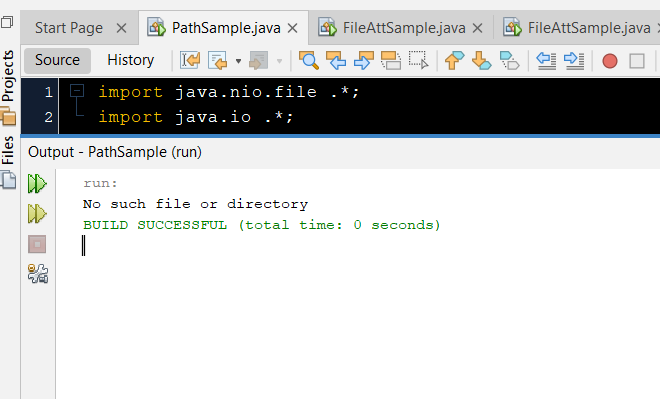 Start Page
PathSample.java
FileAttSample.java
FileAttSample.java
Projects
Files
Source
History
1 import java.nio.file .*;
2 import java.io .*;
Output - PathSample (run)
run:
No such file or directory
BUILD SUCCESSFUL (total time: 0 seconds)